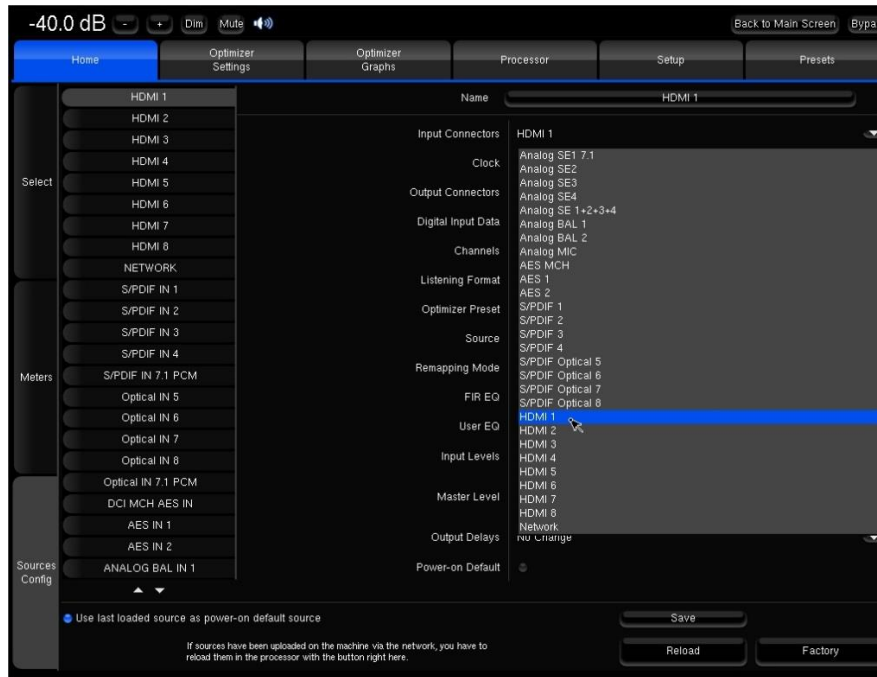 -40.0 dB - + Dim Mute Back to Main Screen
Home Optimizer Settings Optimizer Graphs Processor Setup Presets
Select
Meters
Sources Config
HDMI 1
HDMI 2
HDMI 3
HDMI 4
HDMI 5
HDMI 6
HDMI 7
HDMI 8
NETWORK
S/PDIF IN 1
S/PDIF IN 2
S/PDIF IN 3
S/PDIF IN 4
S/PDIF IN 7.1 PCM
Optical IN 5
Optical IN 6
Optical IN 7
Optical IN 8
Optical IN 7.1 PCM
DCI MCH AES IN
AES IN 1
AES IN 2
ANALOG BAL IN 1
Name HDMI 1
Input Connectors HDMI 1
Clock
Output Connectors
Digital Input Data
Channels
Listening Format
Optimizer Preset
Source
Remapping Mode
FIR EQ
User EQ
Input Levels
Master Level
Output Delays No Change
Power-on Default
Analog SE1 7.1
Analog SE2
Analog SE3
Analog SE4
Analog SE 1+2+3+4
Analog BAL 1
Analog BAL 2
Analog MIC
AES MCH
AES 1
AES 2
S/PDIF 1
S/PDIF 2
S/PDIF 3
S/PDIF 4
S/PDIF Optical 5
S/PDIF Optical 6
S/PDIF Optical 7
S/PDIF Optical 8
HDMI 1
HDMI 2
HDMI 3
HDMI 4
HDMI 5
HDMI 6
HDMI 7
HDMI 8
Network
Use last loaded source as power-on default source
If sources have been uploaded on the machine via the network, you have to
reload them in the processor with the button right here.
Save
Reload Factory